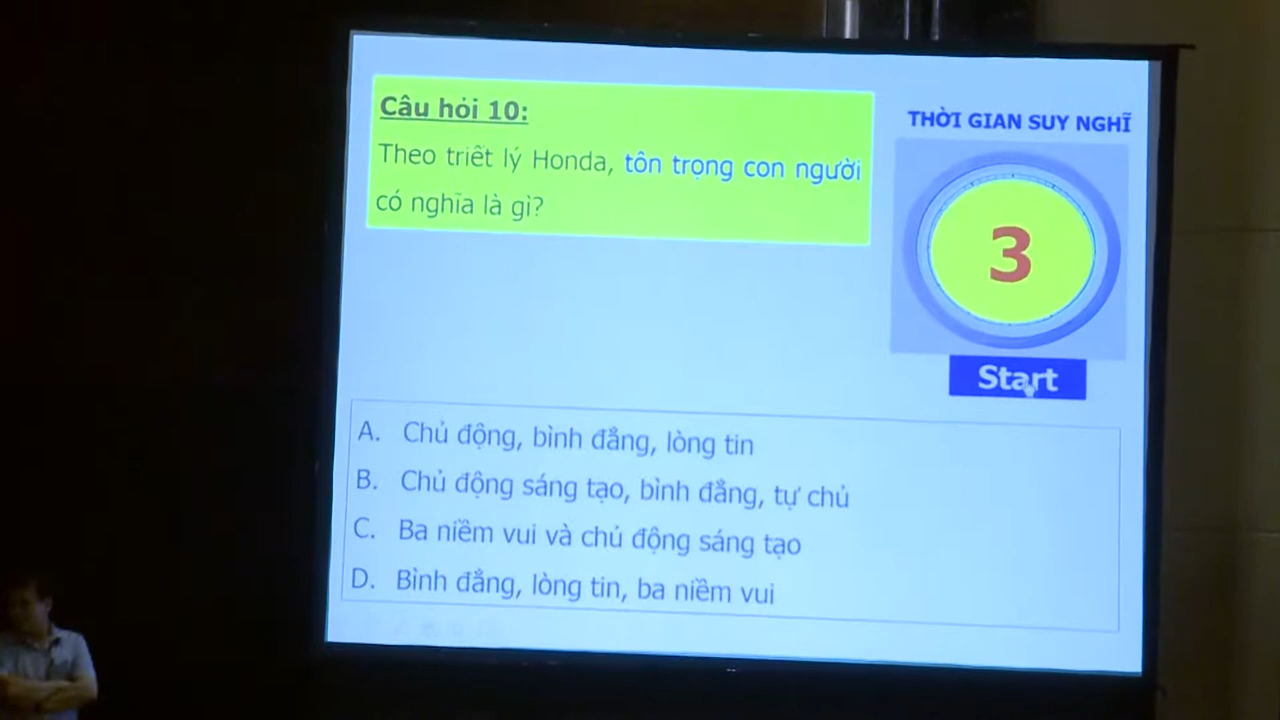 Câu hỏi 10:
Theo triết lý Honda, tôn trọng con người
có nghĩa là gì?
THỜI GIAN SUY NGHĨ
3
Start
A. Chủ động, bình đẳng, lòng tin
B. Chủ động sáng tạo, bình đẳng, tự chủ
C. Ba niềm vui và chủ động sáng tạo
D. Bình đẳng, lòng tin, ba niềm vui